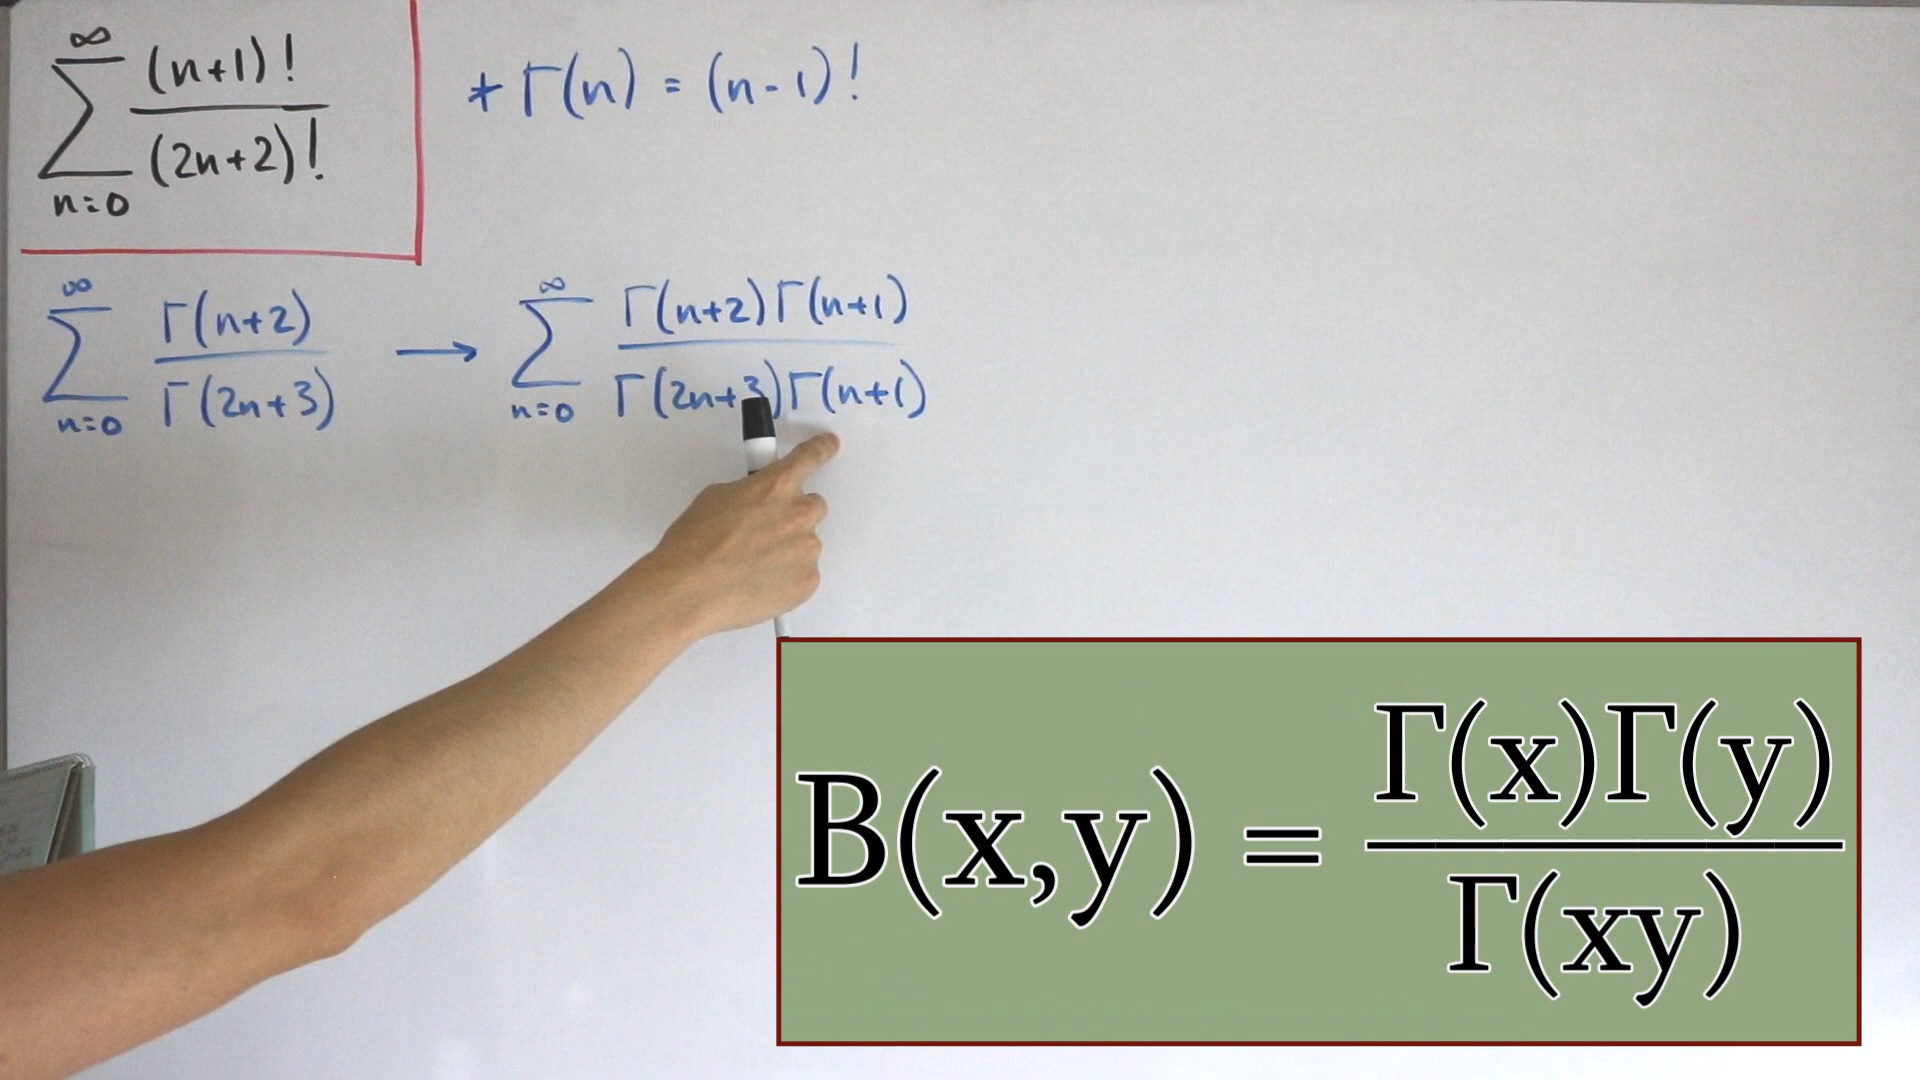 ∞
Σ (n+1)! / (2n+2)!
n=0
* Γ(n) = (n-1)!
∞
Σ Γ(n+2) / Γ(2n+3)
n=0
→
∞
Σ Γ(n+2)Γ(n+1) / Γ(2n+3)Γ(n+1)
n=0
B(x,y) = Γ(x)Γ(y) / Γ(xy)